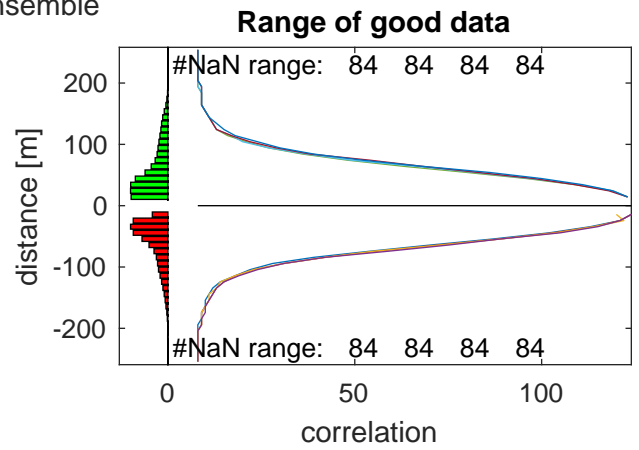 Range of good data
#NaN range: 84 84 84 84
200
100
0
-100
-200
distance [m]
#NaN range: 84 84 84 84
0 50 100
correlation